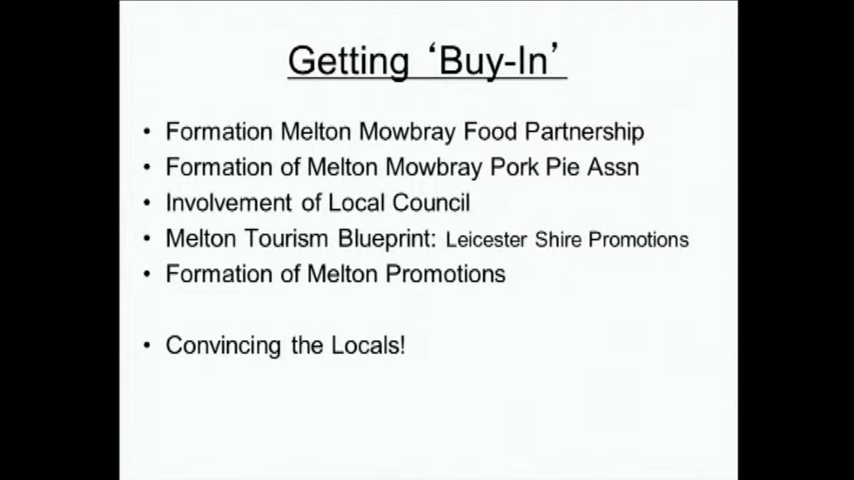 Getting ‘Buy-In’
• Formation Melton Mowbray Food Partnership
• Formation of Melton Mowbray Pork Pie Assn
• Involvement of Local Council
• Melton Tourism Blueprint: Leicester Shire Promotions
• Formation of Melton Promotions
• Convincing the Locals!